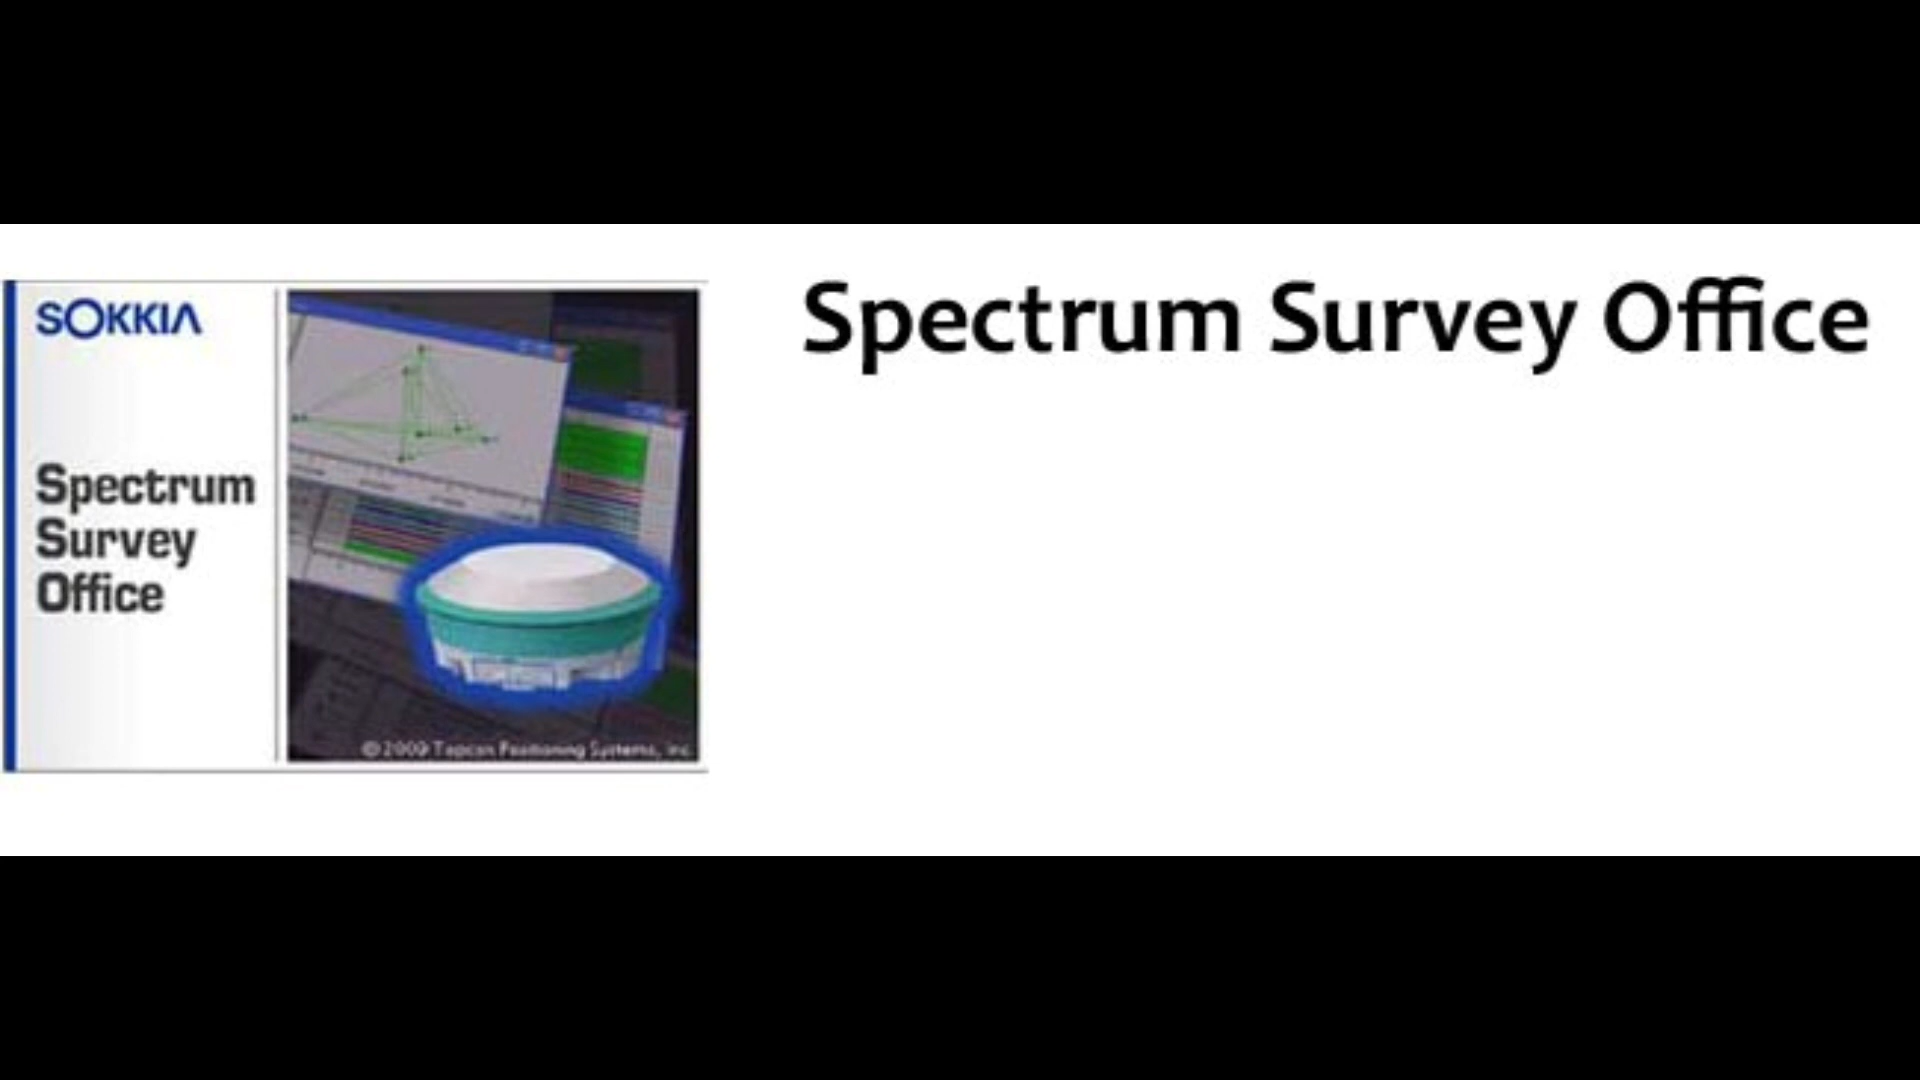 SOKKIA
Spectrum
Survey
Office
© 2009 Topcon Positioning Systems, Inc.
Spectrum Survey Office